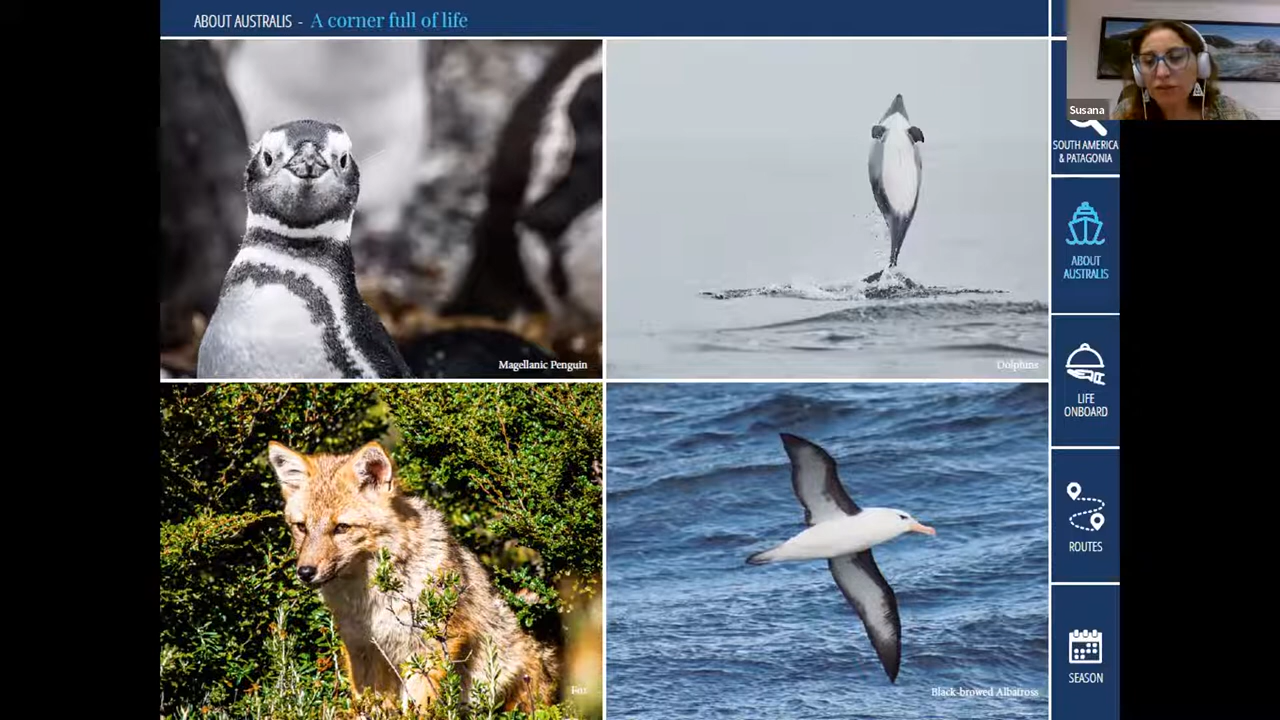 ABOUT AUSTRALIS - A corner full of life
Susana
SOUTH AMERICA
& PATAGONIA
Magellanic Penguin
Dolphins
ABOUT
AUSTRALIS
LIFE
ONBOARD
ROUTES
Fox
Black-browed Albatross
SEASON